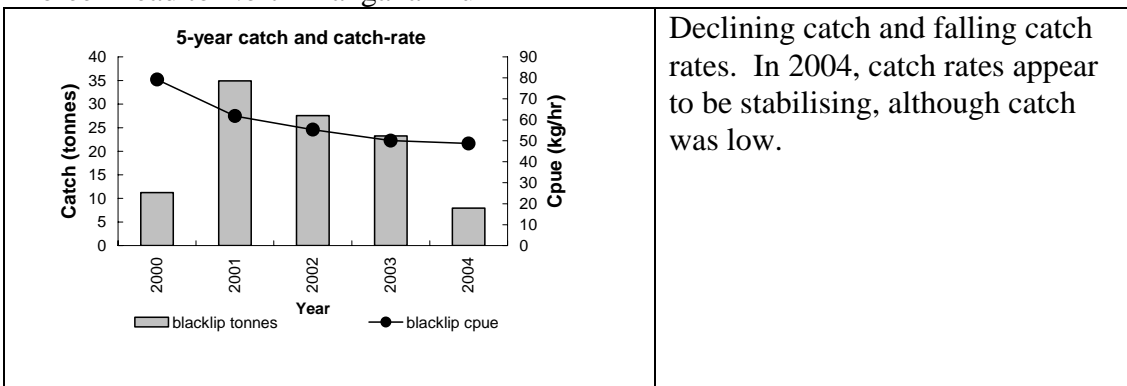 5-year catch and catch-rate
40
35
30
25
20
15
10
5
0
Catch (tonnes)
90
80
70
60
50
40
30
20
10
0
Cpue (kg/hr)
2000
2001
2002
2003
2004
Year
blacklip tonnes
blacklip cpue
Declining catch and falling catch
rates. In 2004, catch rates appear
to be stabilising, although catch
was low.